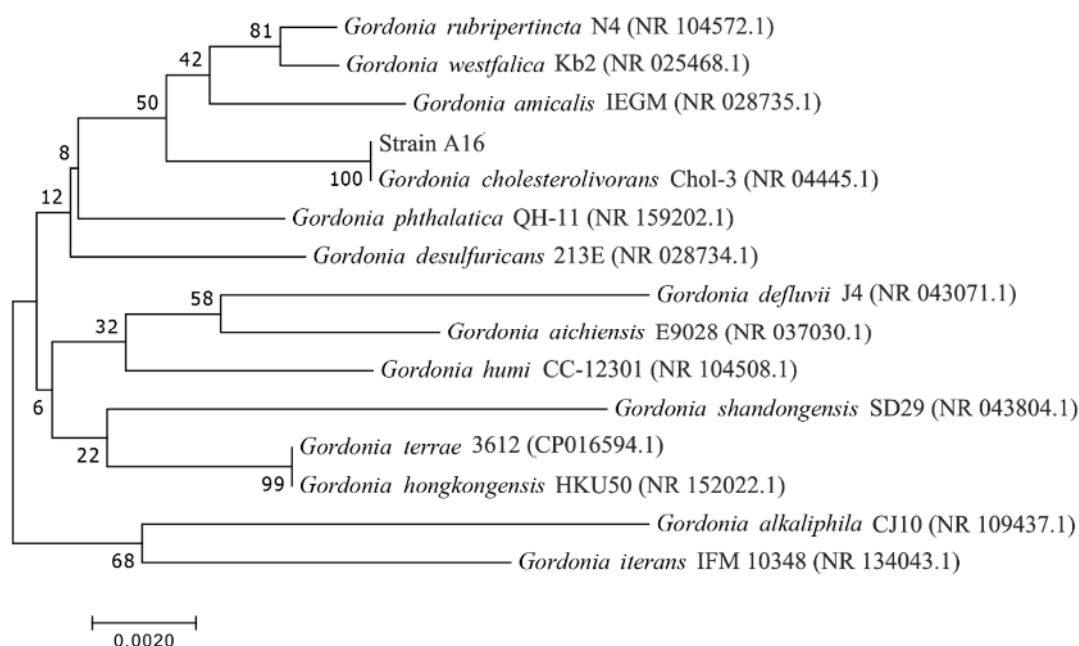 81 Gordonia rubripertincta N4 (NR 104572.1)
42 Gordonia westfalica Kb2 (NR 025468.1)
50 Gordonia amicalis IEGM (NR 028735.1)
8 Strain A16
100 Gordonia cholesterolivorans Chol-3 (NR 04445.1)
12 Gordonia phthalatica QH-11 (NR 159202.1)
Gordonia desulfuricans 213E (NR 028734.1)
58 Gordonia defluvii J4 (NR 043071.1)
32 Gordonia aichiensis E9028 (NR 037030.1)
Gordonia humi CC-12301 (NR 104508.1)
6 Gordonia shandongensis SD29 (NR 043804.1)
22 Gordonia terrae 3612 (CP016594.1)
99 Gordonia hongkongensis HKU50 (NR 152022.1)
Gordonia alkaliphila CJ10 (NR 109437.1)
68 Gordonia iterans IFM 10348 (NR 134043.1)
0.0020